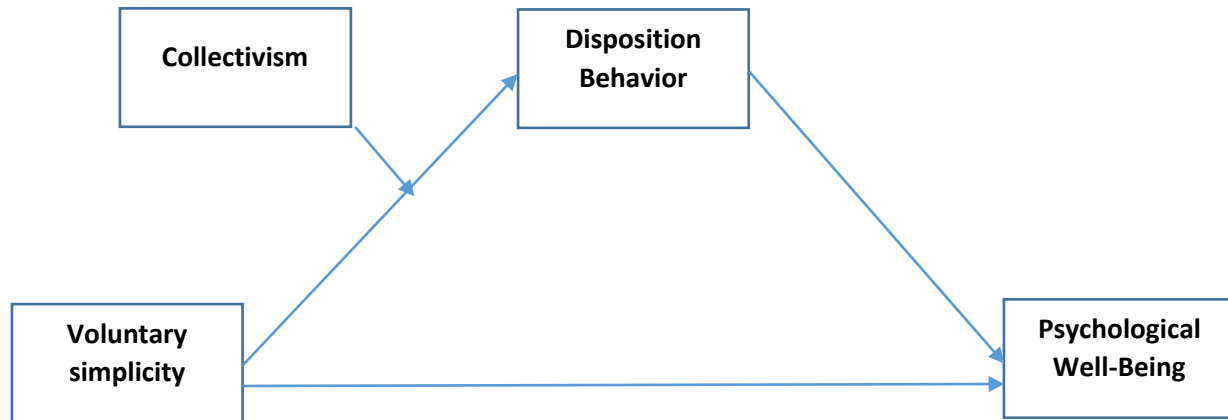 Collectivism
Disposition
Behavior
Voluntary
simplicity
Psychological
Well-Being